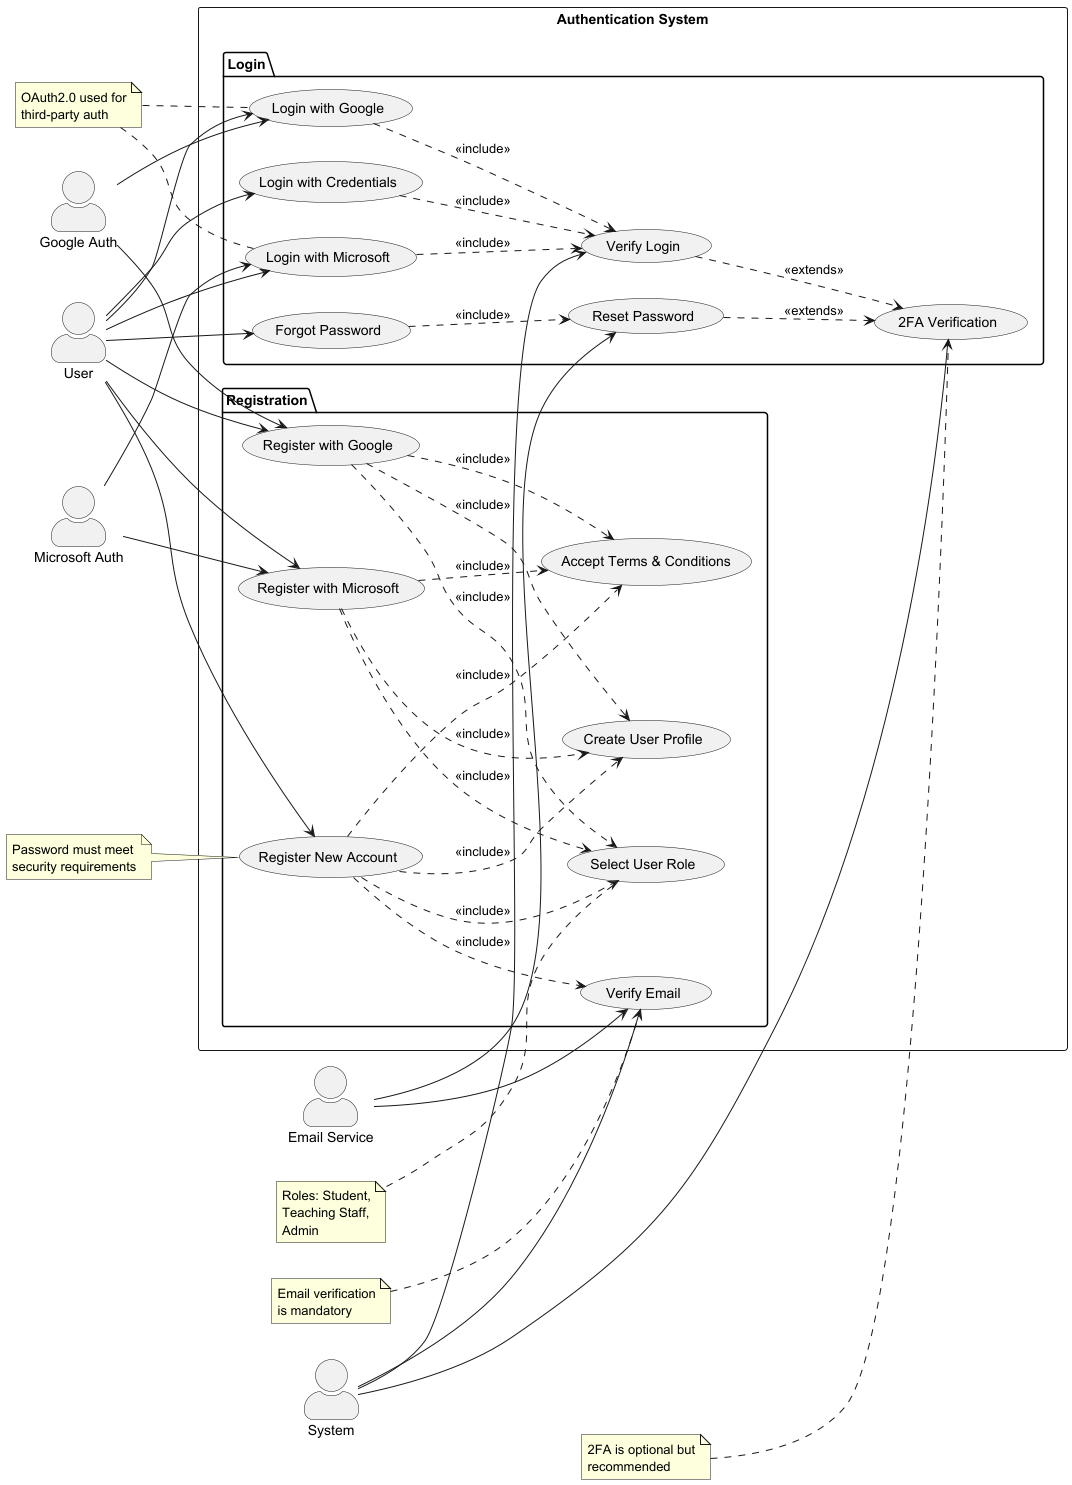 Authentication System
Login
OAuth2.0 used for
third-party auth
Login with Google
«include»
Login with Credentials
«include»
Google Auth
Login with Microsoft
«include»
Verify Login
«extends»
Forgot Password
«include»
Reset Password
«extends»
2FA Verification
User
Registration
Register with Google
«include»
«include»
Microsoft Auth
Accept Terms & Conditions
«include»
Register with Microsoft
«include»
«include»
«include»
Create User Profile
«include»
Password must meet
security requirements
Register New Account
«include»
Select User Role
«include»
«include»
Verify Email
Email Service
Roles: Student,
Teaching Staff,
Admin
Email verification
is mandatory
System
2FA is optional but
recommended